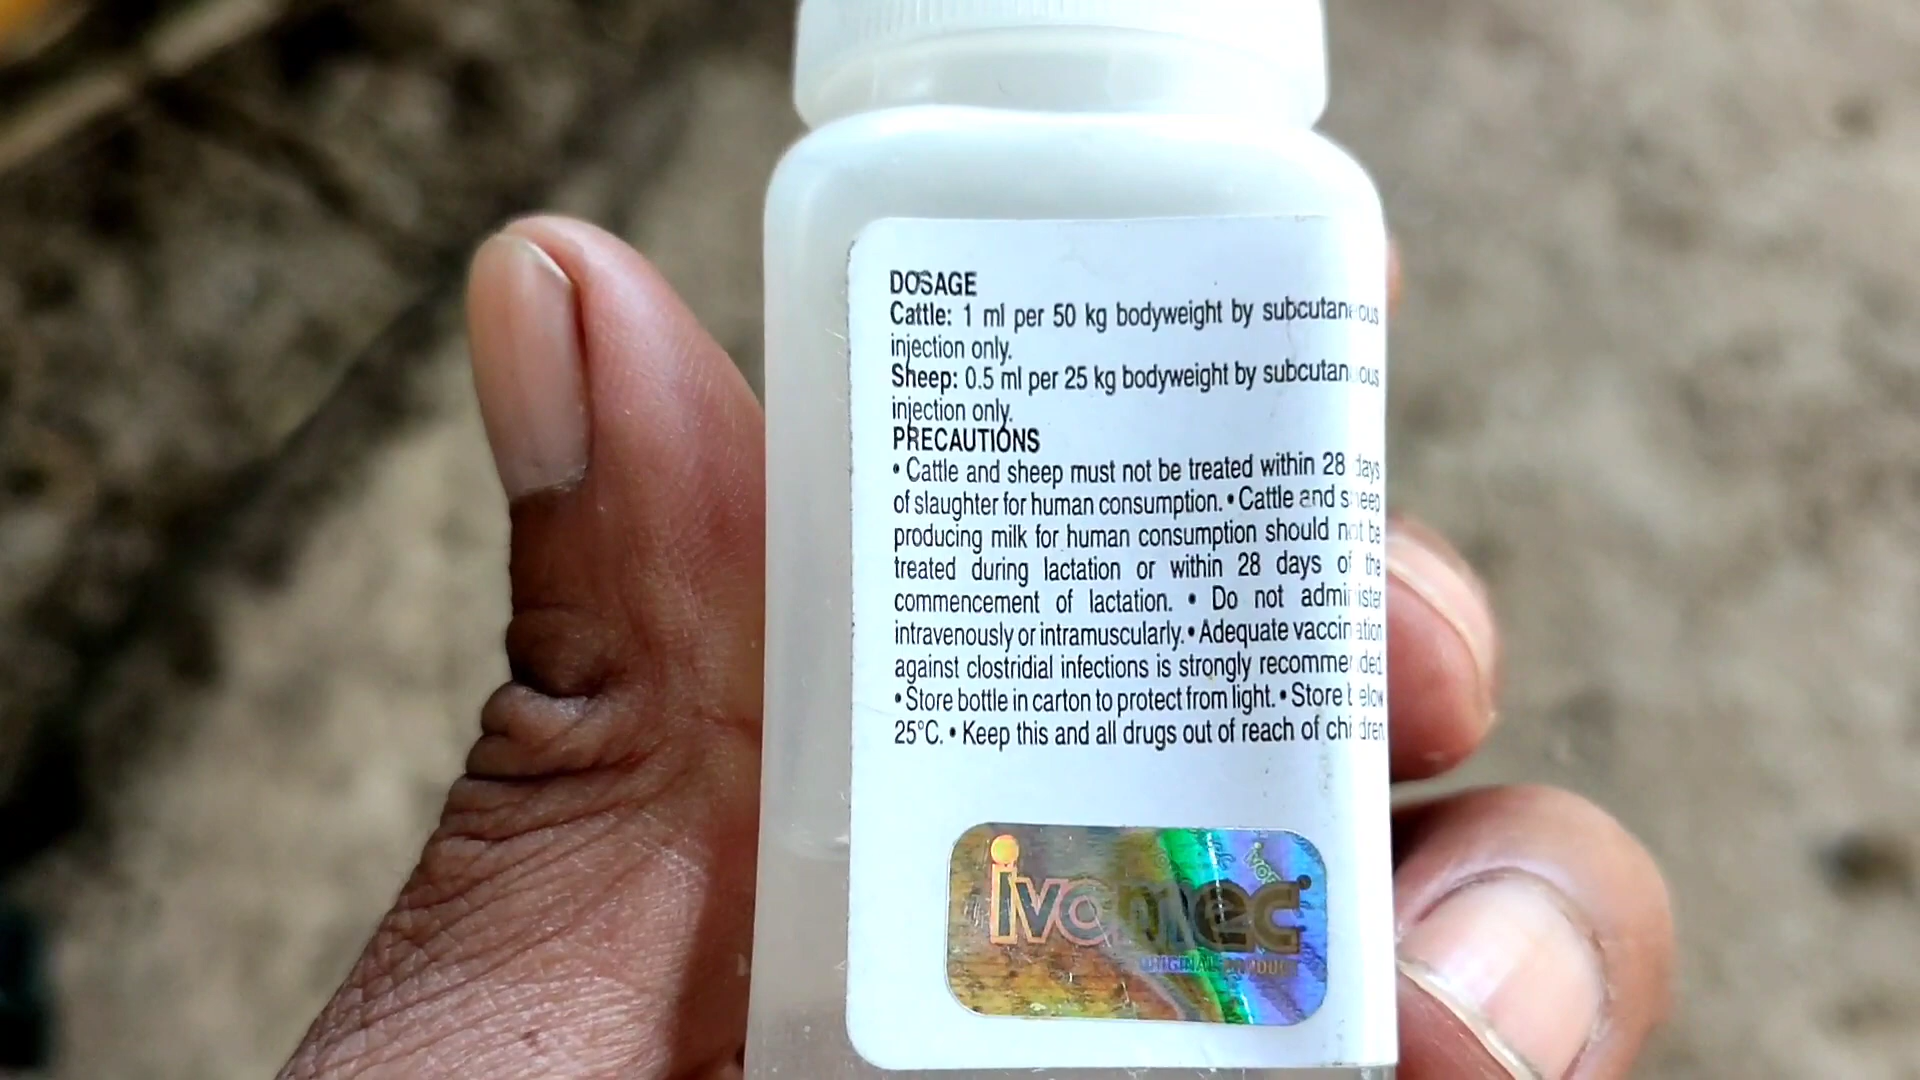 DOSAGE
Cattle: 1 ml per 50 kg bodyweight by subcutaneous
injection only.
Sheep: 0.5 ml per 25 kg bodyweight by subcutaneous
injection only.
PRECAUTIONS
• Cattle and sheep must not be treated within 28 days
of slaughter for human consumption. • Cattle and sheep
producing milk for human consumption should not be
treated during lactation or within 28 days of the
commencement of lactation. • Do not administer
intravenously or intramuscularly. • Adequate vaccination
against clostridial infections is strongly recommended.
• Store bottle in carton to protect from light. • Store below
25°C. • Keep this and all drugs out of reach of children.
ivomec
ORIGINAL PRODUCT